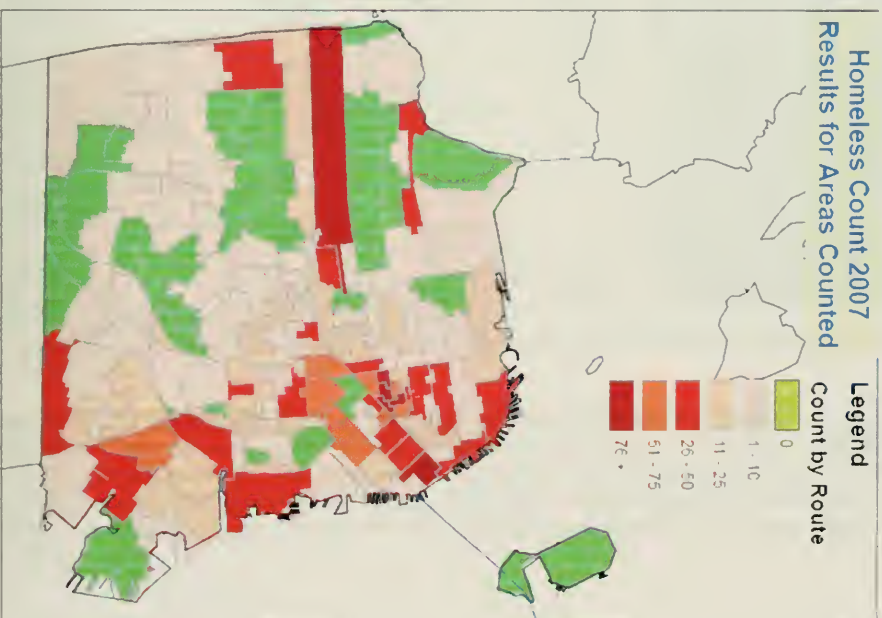 Homeless Count 2007
Results for Areas Counted
Legend
Count by Route
0
1 - 1C
11 - 25
26 - 50
51 - 75
76 +